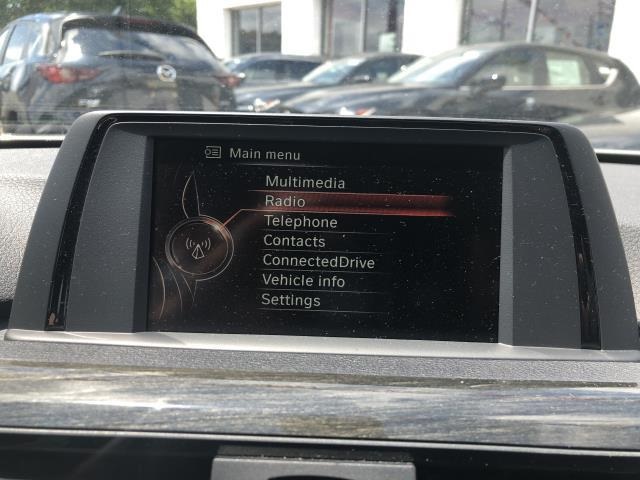 Main menu
Multimedia
Radio
Telephone
Contacts
ConnectedDrive
Vehicle info
Settings